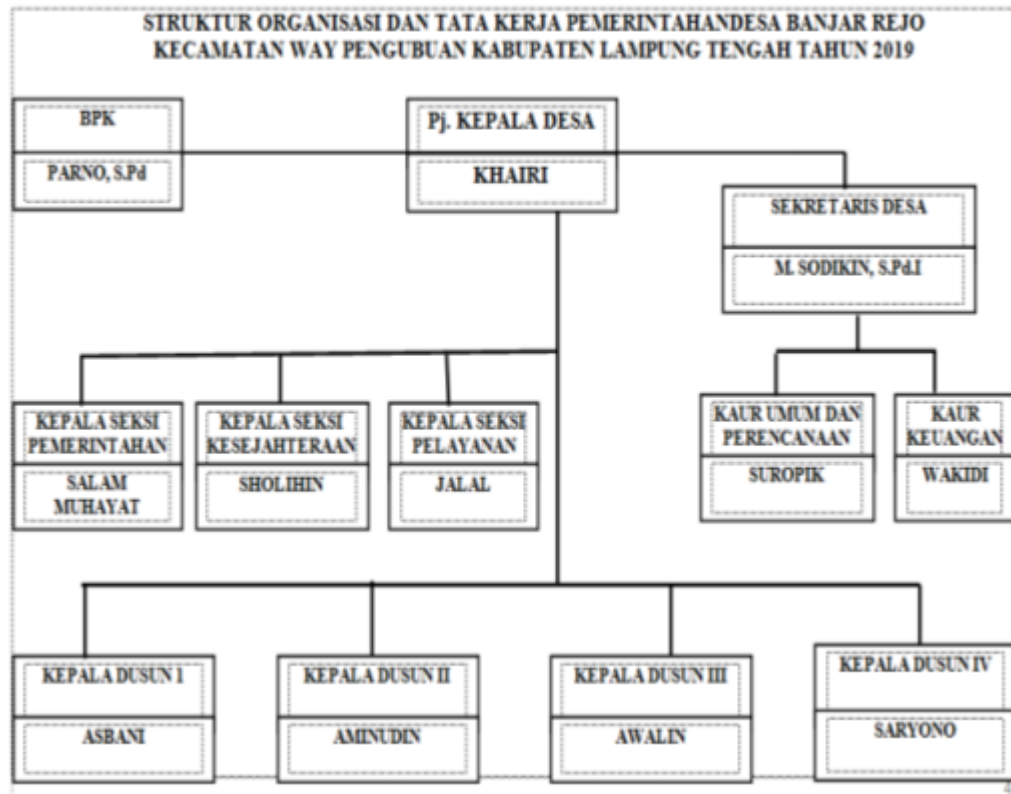 STRUKTUR ORGANISASI DAN TATA KERJA PEMERINTAHANDESA BANJAR REJO
KECAMATAN WAY PENGUBUAN KABUPATEN LAMPUNG TENGAH TAHUN 2019
BPK
PARNO, S.Pd
Pj. KEPALA DESA
KHAIRI
SEKRETARIS DESA
M. SODIKIN, S.Pd.I
KEPALA SEKSI
PEMERINTAHAN
SALAM
MUHAYAT
KEPALA SEKSI
KESEJAHTERAAN
SHOLIHIN
KEPALA SEKSI
PELAYANAN
JALAL
KAUR UMUM DAN
PERENCANAAN
SUROPIK
KAUR
KEUANGAN
WAKIDI
KEPALA DUSUN 1
ASBANI
KEPALA DUSUN II
AMINUDIN
KEPALA DUSUN III
AWALIN
KEPALA DUSUN IV
SARYONO
4